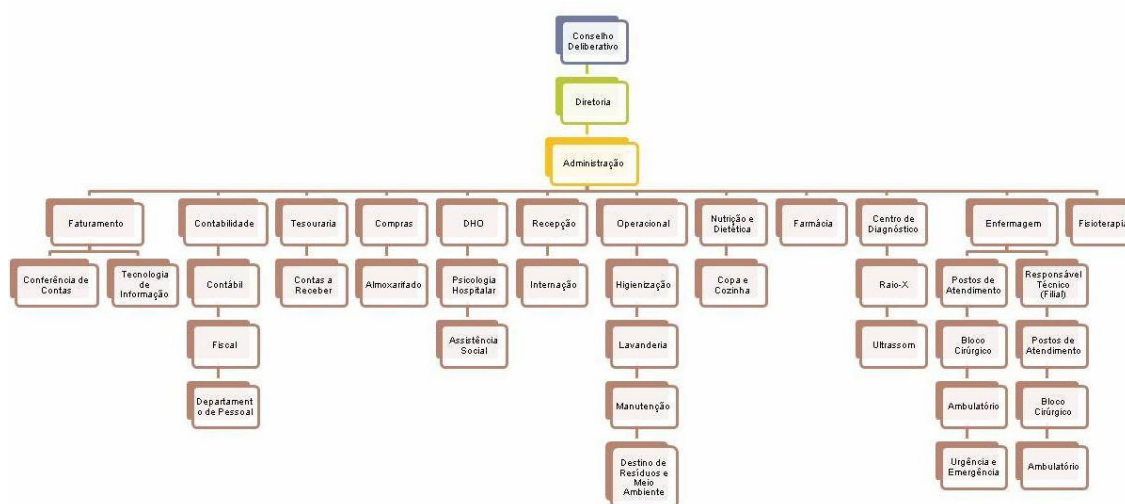 Conselho
Deliberativo
Diretoria
Administração
Faturamento
Contabilidade
Tesouraria
Compras
DHO
Recepção
Operacional
Nutrição e
Dietética
Farmácia
Centro de
Diagnóstico
Enfermagem
Fisioterapia
Conferência de
Contas
Tecnologia
de
Informação
Contábil
Contas a
Receber
Almoxarifado
Psicologia
Hospitalar
Internação
Higienização
Copa e
Cozinha
Raio-X
Postos de
Atendimento
Responsável
Técnico
(Filial)
Fiscal
Assistência
Social
Lavanderia
Ultrassom
Bloco
Cirúrgico
Postos de
Atendimento
Departament
o de Pessoal
Manutenção
Ambulatório
Bloco
Cirúrgico
Destino de
Resíduos e
Meio
Ambiente
Urgência e
Emergência
Ambulatório